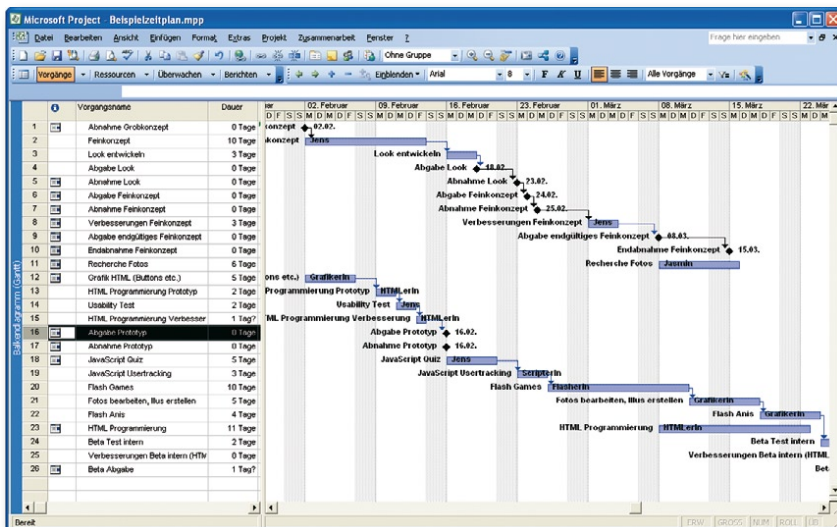 Microsoft Project - Beispielzeitplan.mpp
Datei Bearbeiten Ansicht Einfügen Format Extras Projekt Zusammenarbeit Fenster ? Frage hier eingeben
Ohne Gruppe
Vorgänge Ressourcen Überwachen Berichten Einblenden Arial 8 F K U Alle Vorgänge
Vorgangsname Dauer 02. Februar 09. Februar 16. Februar 23. Februar 01. März 08. März 15. März 22. M
1 Abnahme Grobkonzept 0 Tage 02.02.
2 Feinkonzept 10 Tage Jens
3 Look entwickeln 3 Tage Look entwickeln
4 Abgabe Look 0 Tage Abgabe Look 18.02.
5 Abnahme Look 0 Tage Abnahme Look 23.02.
6 Abgabe Feinkonzept 0 Tage Abgabe Feinkonzept 24.02.
7 Abnahme Feinkonzept 0 Tage Abnahme Feinkonzept 25.02.
8 Verbesserungen Feinkonzept 3 Tage Verbesserungen Feinkonzept Jens
9 Abgabe endgültiges Feinkonzept 0 Tage Abgabe endgültiges Feinkonzept 08.03.
10 Endabnahme Feinkonzept 0 Tage Endabnahme Feinkonzept 15.03.
11 Recherche Fotos 6 Tage Recherche Fotos Jasmin
12 Grafik HTML (Buttons etc.) 5 Tage ons etc.) GrafikerIn
13 HTML Programmierung Prototyp 2 Tage Programmierung Prototyp HTMLerIn
14 Usability Test 2 Tage Usability Test Jens
15 HTML Programmierung Verbesser 1 Tag? ML Programmierung Verbesserung HTMLerIn
16 Abgabe Prototyp 0 Tage Abgabe Prototyp 16.02.
17 Abnahme Prototyp 0 Tage Abnahme Prototyp 16.02.
18 JavaScript Quiz 5 Tage JavaScript Quiz Jens
19 JavaScript Usertracking 3 Tage JavaScript Usertracking ScripterIn
20 Flash Games 10 Tage Flash Games FlasherIn
21 Fotos bearbeiten, Illus erstellen 5 Tage Fotos bearbeiten, Illus erstellen GrafikerIn
22 Flash Anis 4 Tage Flash Anis GrafikerIn
23 HTML Programmierung 11 Tage HTML Programmierung HTMLerIn
24 Beta Test intern 2 Tage Beta Test intern
25 Verbesserungen Beta intern (HTM 0 Tage Verbesserungen Beta intern (HTML
26 Beta Abgabe 1 Tag? Bet
Balkendiagramm (Gantt)
Bereit ERW GROSS NUM ROLL ÜB